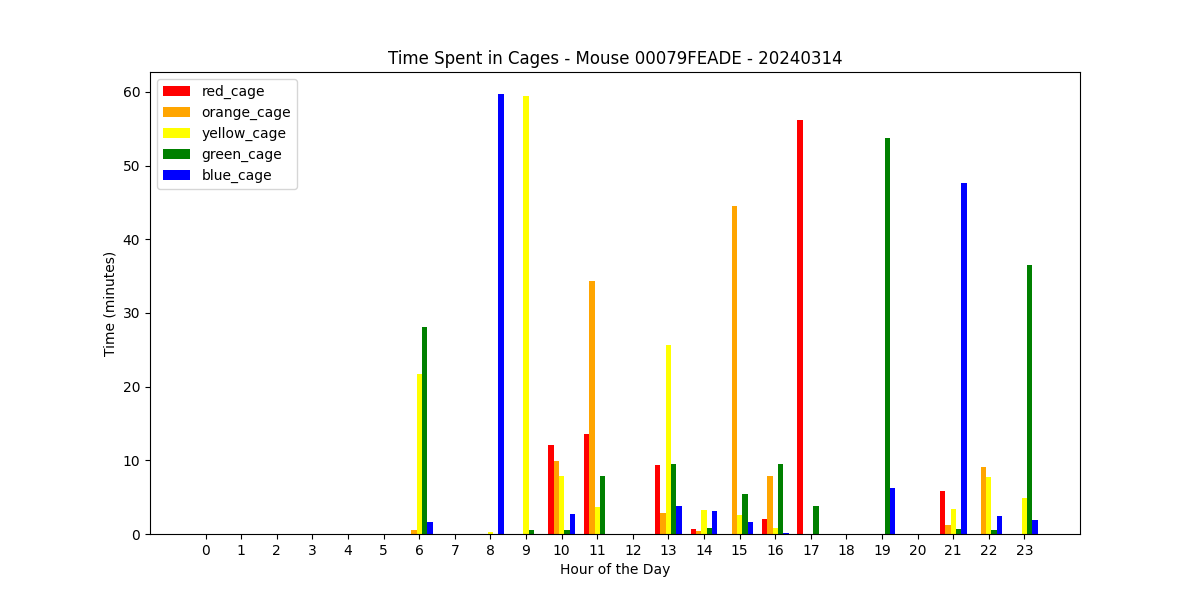 Time Spent in Cages - Mouse 00079FEADE - 20240314
red_cage
orange_cage
yellow_cage
green_cage
blue_cage
Time (minutes)
60
50
40
30
20
10
0
0 1 2 3 4 5 6 7 8 9 10 11 12 13 14 15 16 17 18 19 20 21 22 23
Hour of the Day